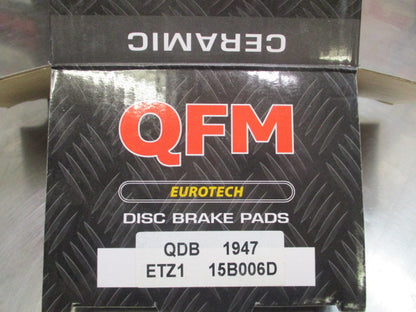 CERAMIC
QFM
EUROTECH
DISC BRAKE PADS
QDB 1947
ETZ1 15B006D